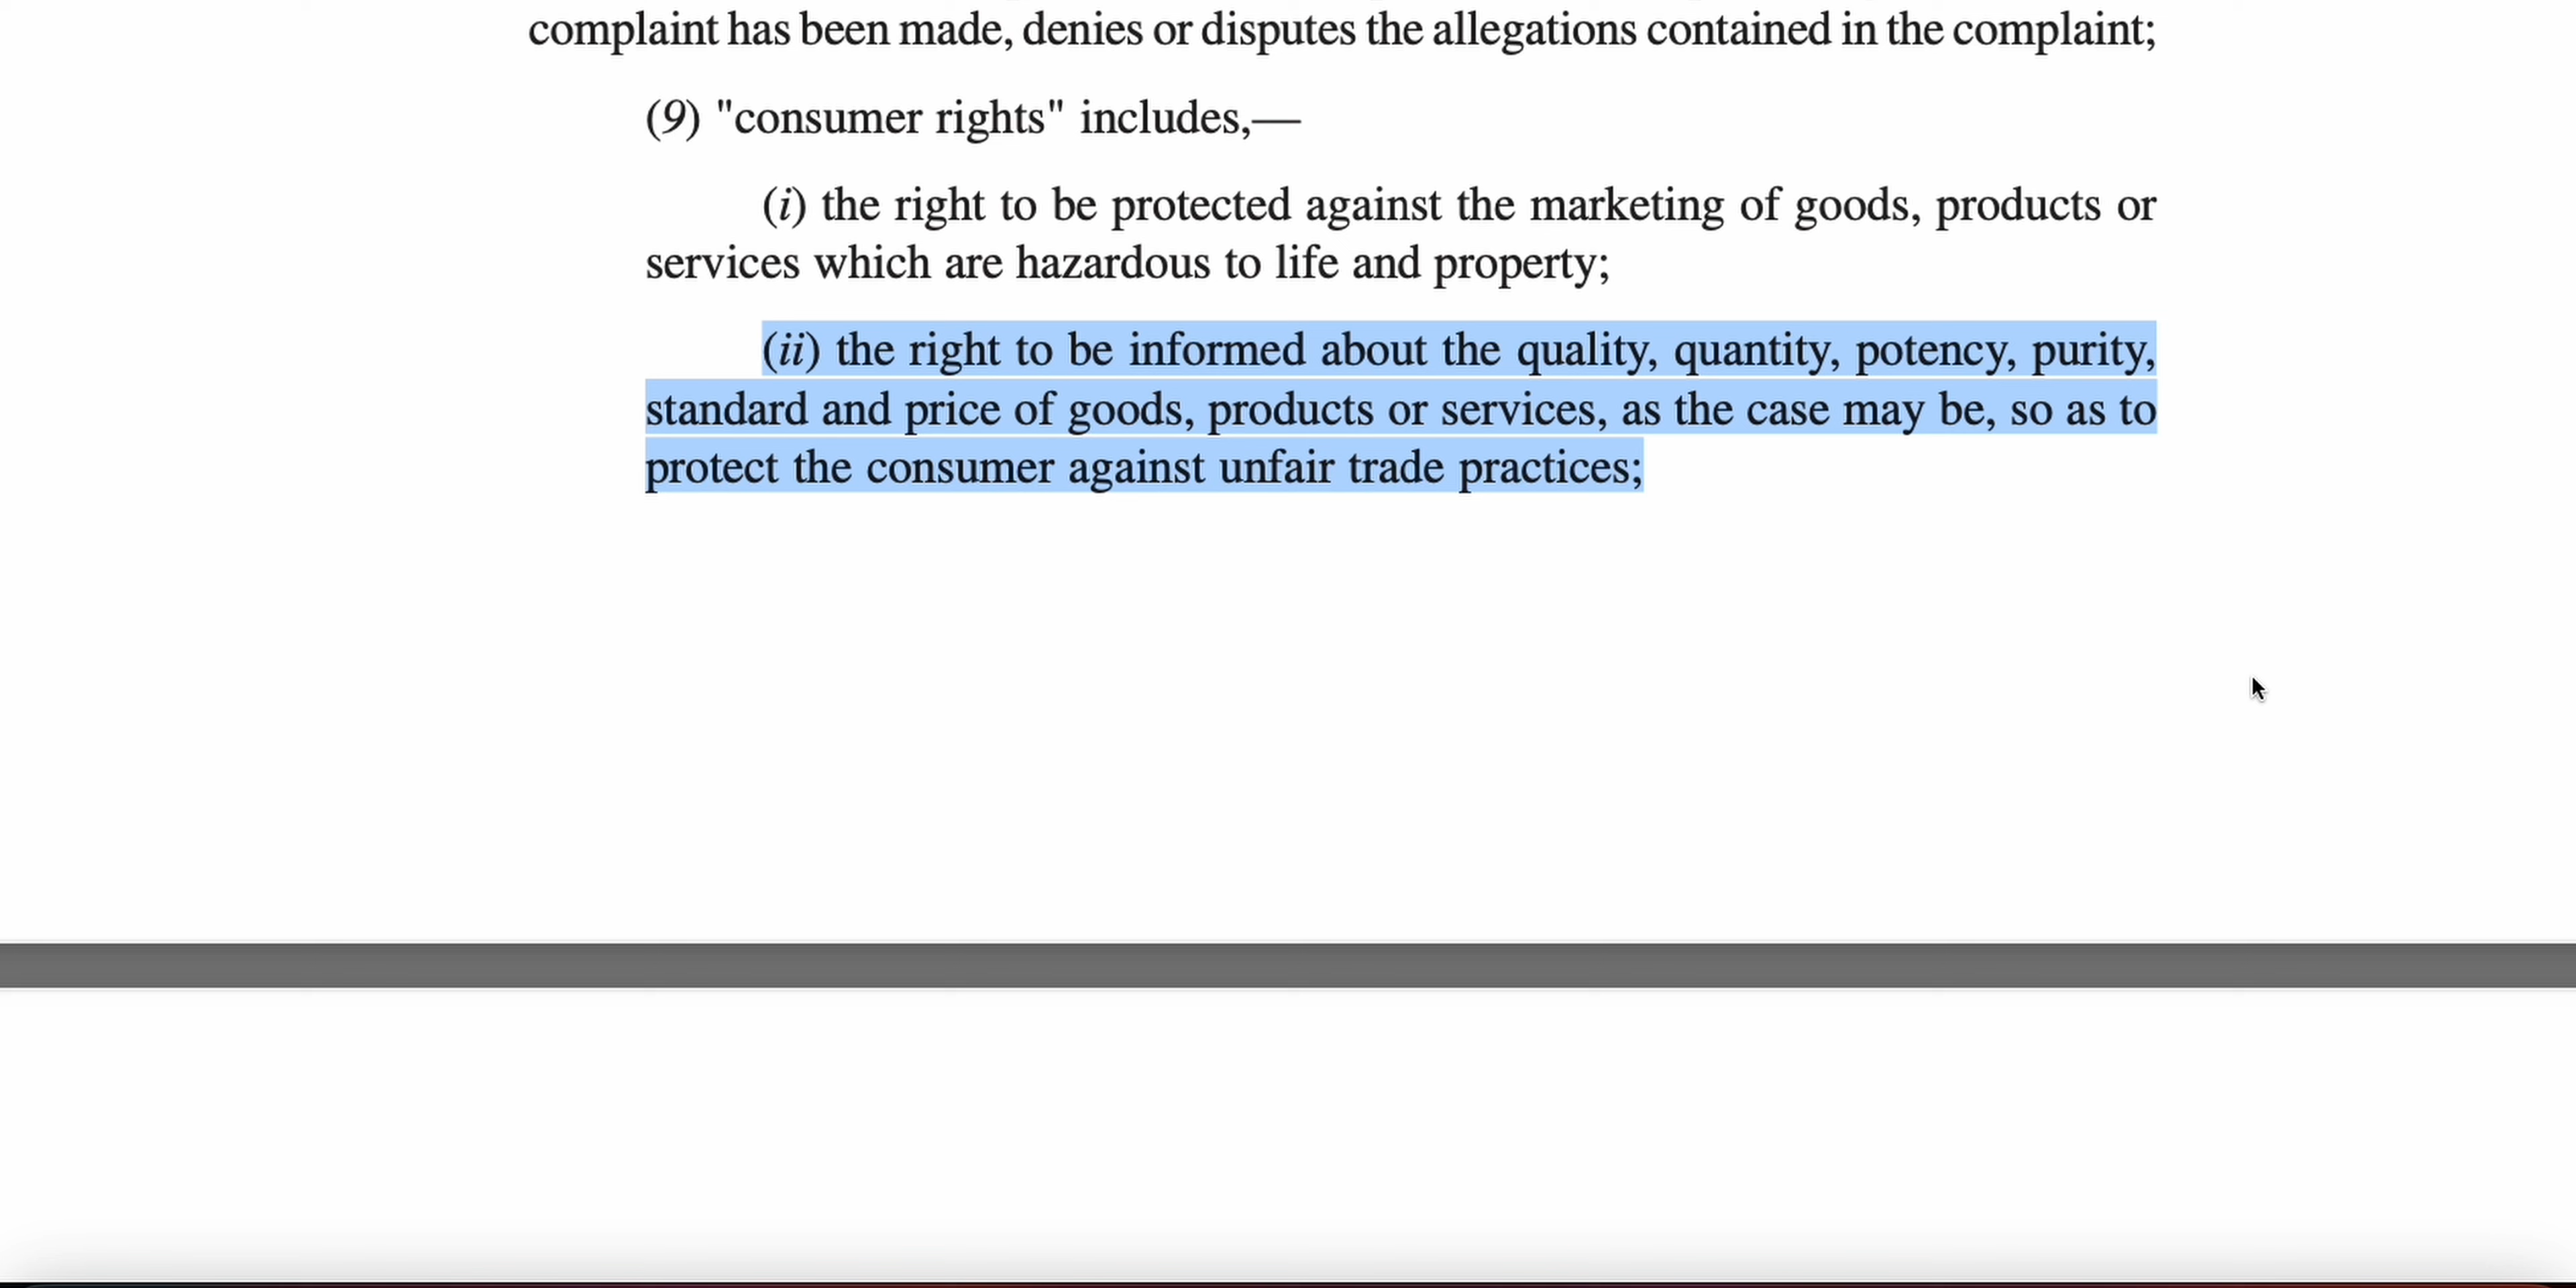 complaint has been made, denies or disputes the allegations contained in the complaint;
(9) "consumer rights" includes,—
(i) the right to be protected against the marketing of goods, products or
services which are hazardous to life and property;
(ii) the right to be informed about the quality, quantity, potency, purity,
standard and price of goods, products or services, as the case may be, so as to
protect the consumer against unfair trade practices;